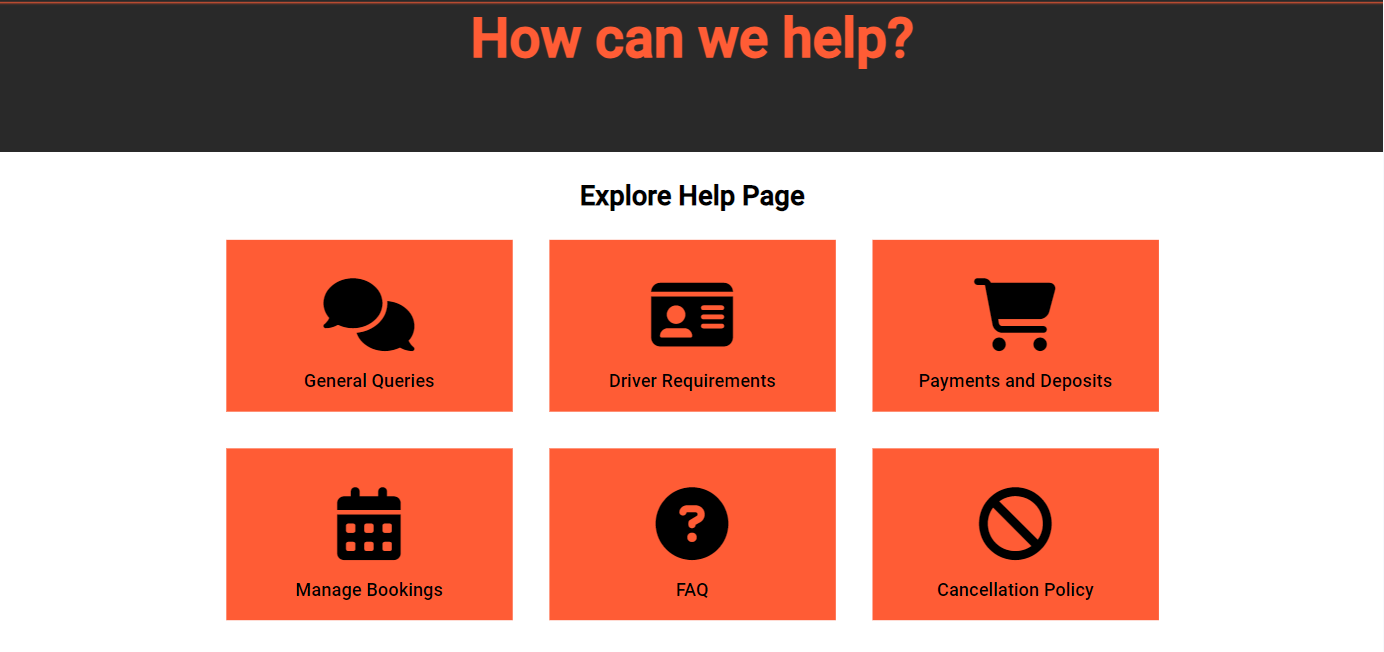 How can we help?
Explore Help Page
General Queries
Driver Requirements
Payments and Deposits
Manage Bookings
FAQ
Cancellation Policy